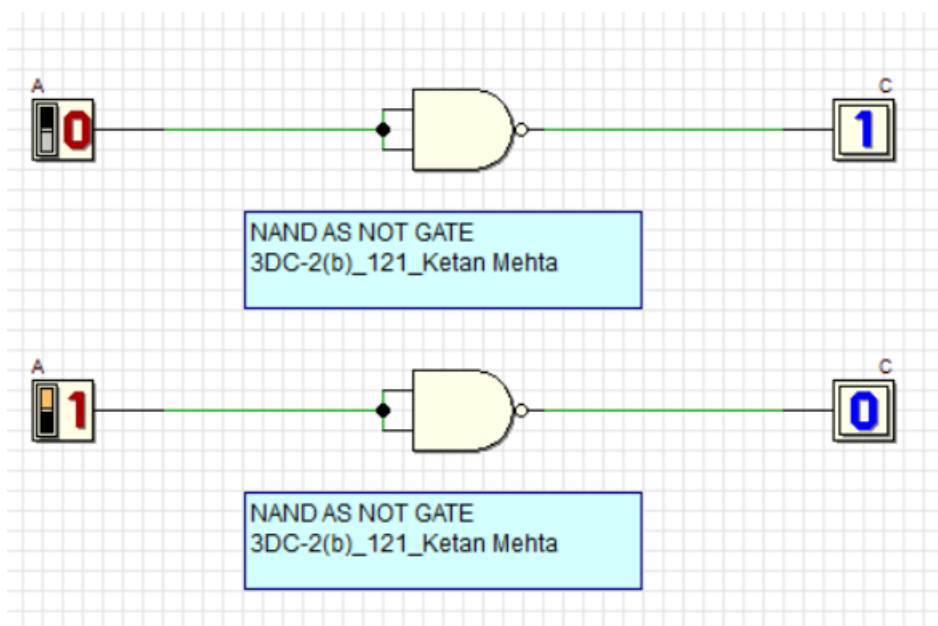 A
C
0
1
NAND AS NOT GATE
3DC-2(b)_121_Ketan Mehta
A
C
1
0
NAND AS NOT GATE
3DC-2(b)_121_Ketan Mehta